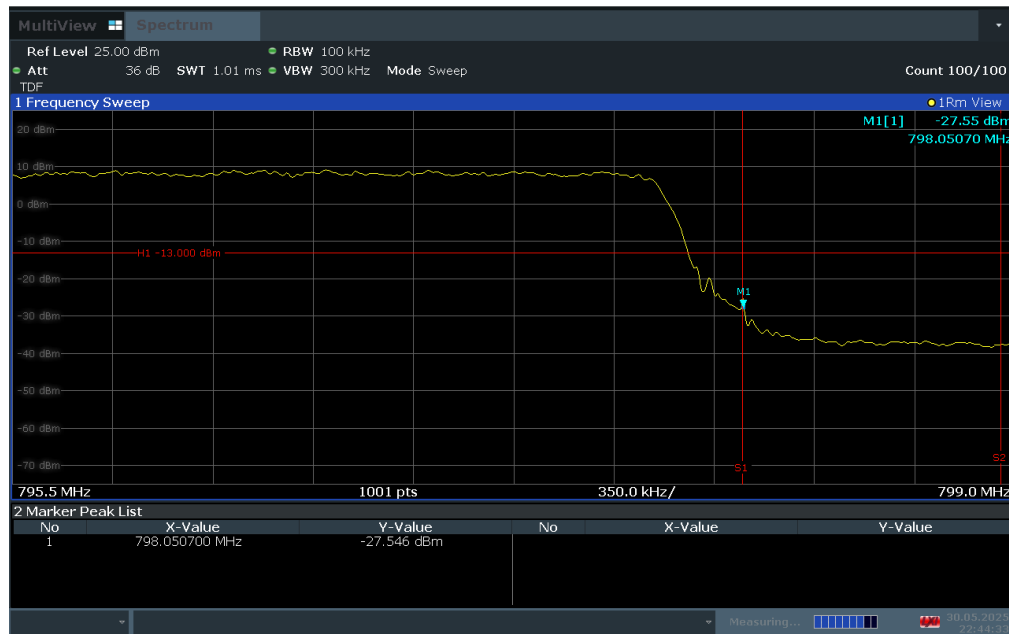 MultiView Spectrum
Ref Level 25.00 dBm RBW 100 kHz
Att 36 dB SWT 1.01 ms VBW 300 kHz Mode Sweep Count 100/100
TDF
1 Frequency Sweep 1Rm View
M1[1] -27.55 dBm
798.05070 MHz
20 dBm
10 dBm
0 dBm
-10 dBm
H1 -13.000 dBm
-20 dBm
M1
-30 dBm
-40 dBm
-50 dBm
-60 dBm
S2
-70 dBm
S1
795.5 MHz 1001 pts 350.0 kHz/ 799.0 MHz
2 Marker Peak List
No X-Value Y-Value No X-Value Y-Value
1 798.050700 MHz -27.546 dBm
Measuring... 30.05.2025
22:44:33